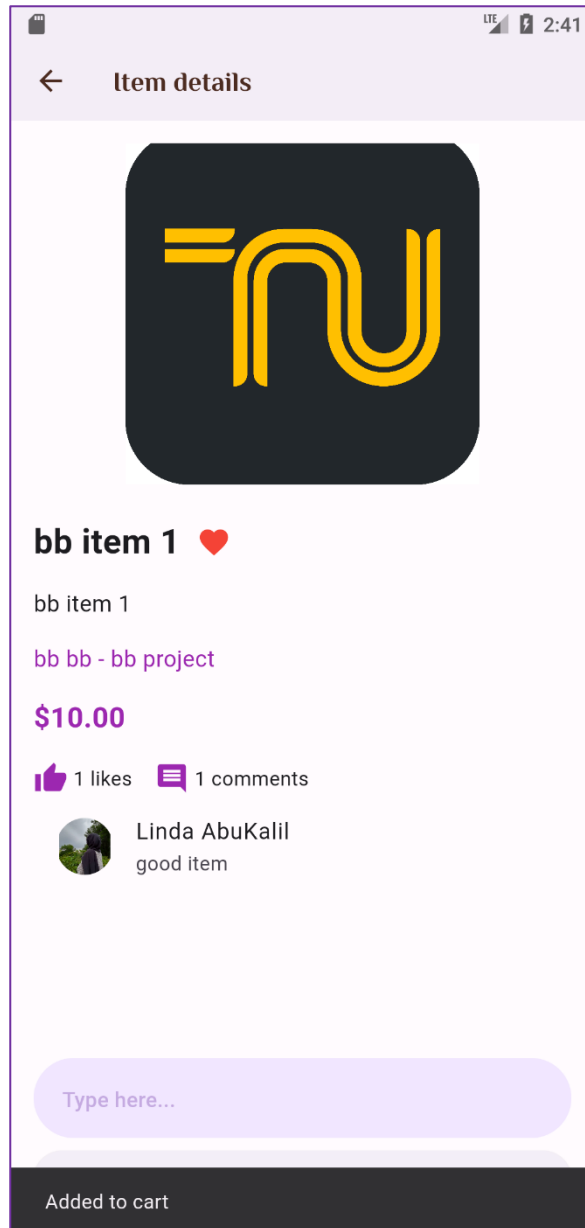 LTE 2:41
Item details
bb item 1
bb item 1
bb bb - bb project
$10.00
1 likes 1 comments
Linda AbuKalil
good item
Type here...
Added to cart